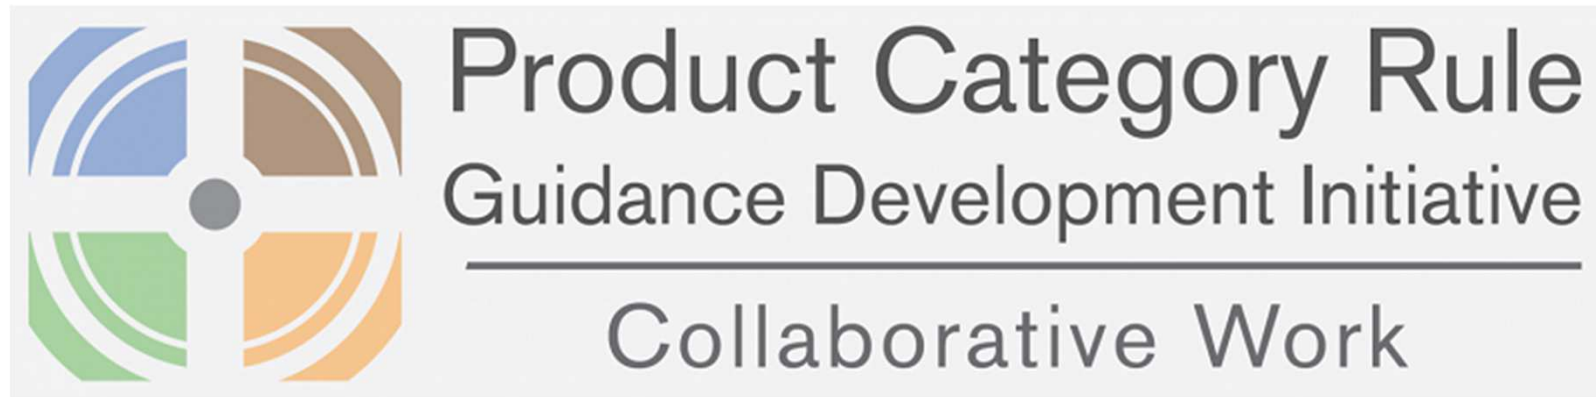 Product Category Rule
Guidance Development Initiative
Collaborative Work